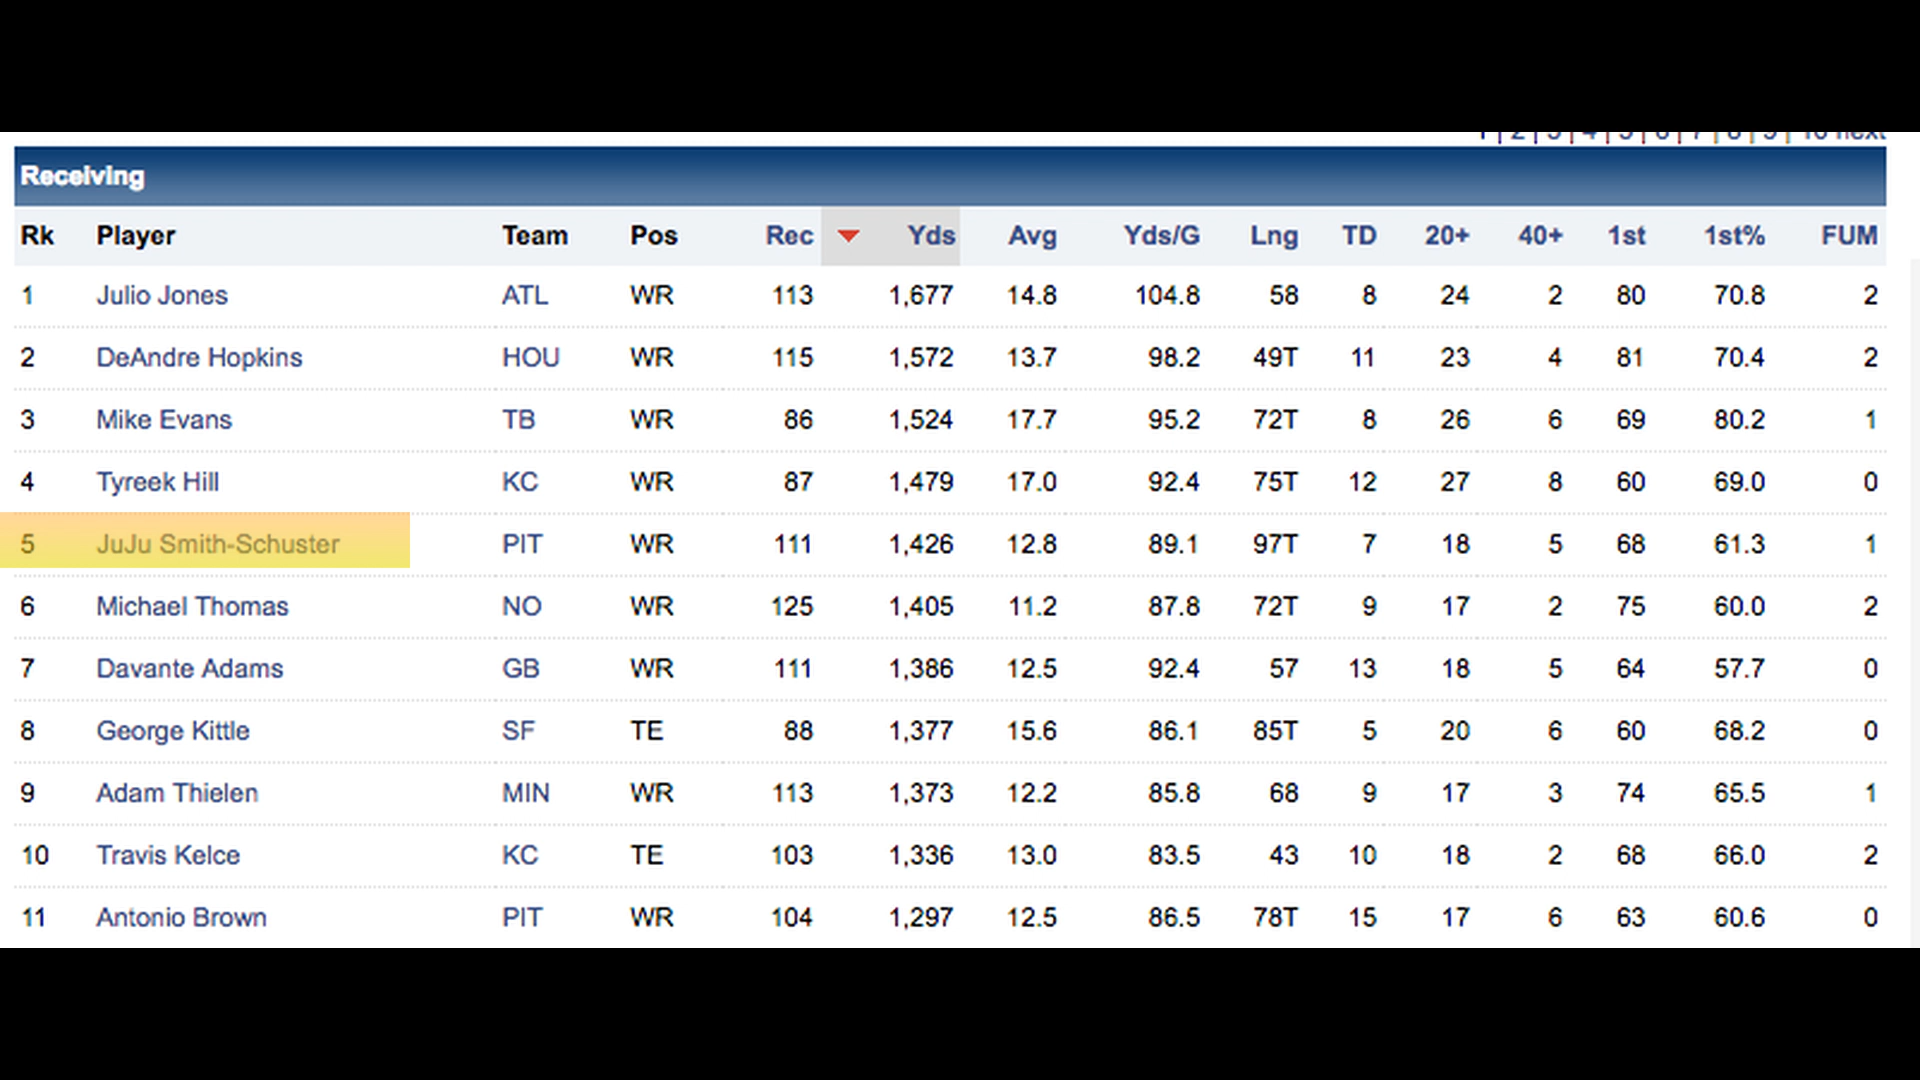 1 | 2 | 3 | 4 | 5 | 6 | 7 | 8 | 9 | 10 next
Receiving
Rk Player Team Pos Rec Yds Avg Yds/G Lng TD 20+ 40+ 1st 1st% FUM
1 Julio Jones ATL WR 113 1,677 14.8 104.8 58 8 24 2 80 70.8 2
2 DeAndre Hopkins HOU WR 115 1,572 13.7 98.2 49T 11 23 4 81 70.4 2
3 Mike Evans TB WR 86 1,524 17.7 95.2 72T 8 26 6 69 80.2 1
4 Tyreek Hill KC WR 87 1,479 17.0 92.4 75T 12 27 8 60 69.0 0
5 JuJu Smith-Schuster PIT WR 111 1,426 12.8 89.1 97T 7 18 5 68 61.3 1
6 Michael Thomas NO WR 125 1,405 11.2 87.8 72T 9 17 2 75 60.0 2
7 Davante Adams GB WR 111 1,386 12.5 92.4 57 13 18 5 64 57.7 0
8 George Kittle SF TE 88 1,377 15.6 86.1 85T 5 20 6 60 68.2 0
9 Adam Thielen MIN WR 113 1,373 12.2 85.8 68 9 17 3 74 65.5 1
10 Travis Kelce KC TE 103 1,336 13.0 83.5 43 10 18 2 68 66.0 2
11 Antonio Brown PIT WR 104 1,297 12.5 86.5 78T 15 17 6 63 60.6 0